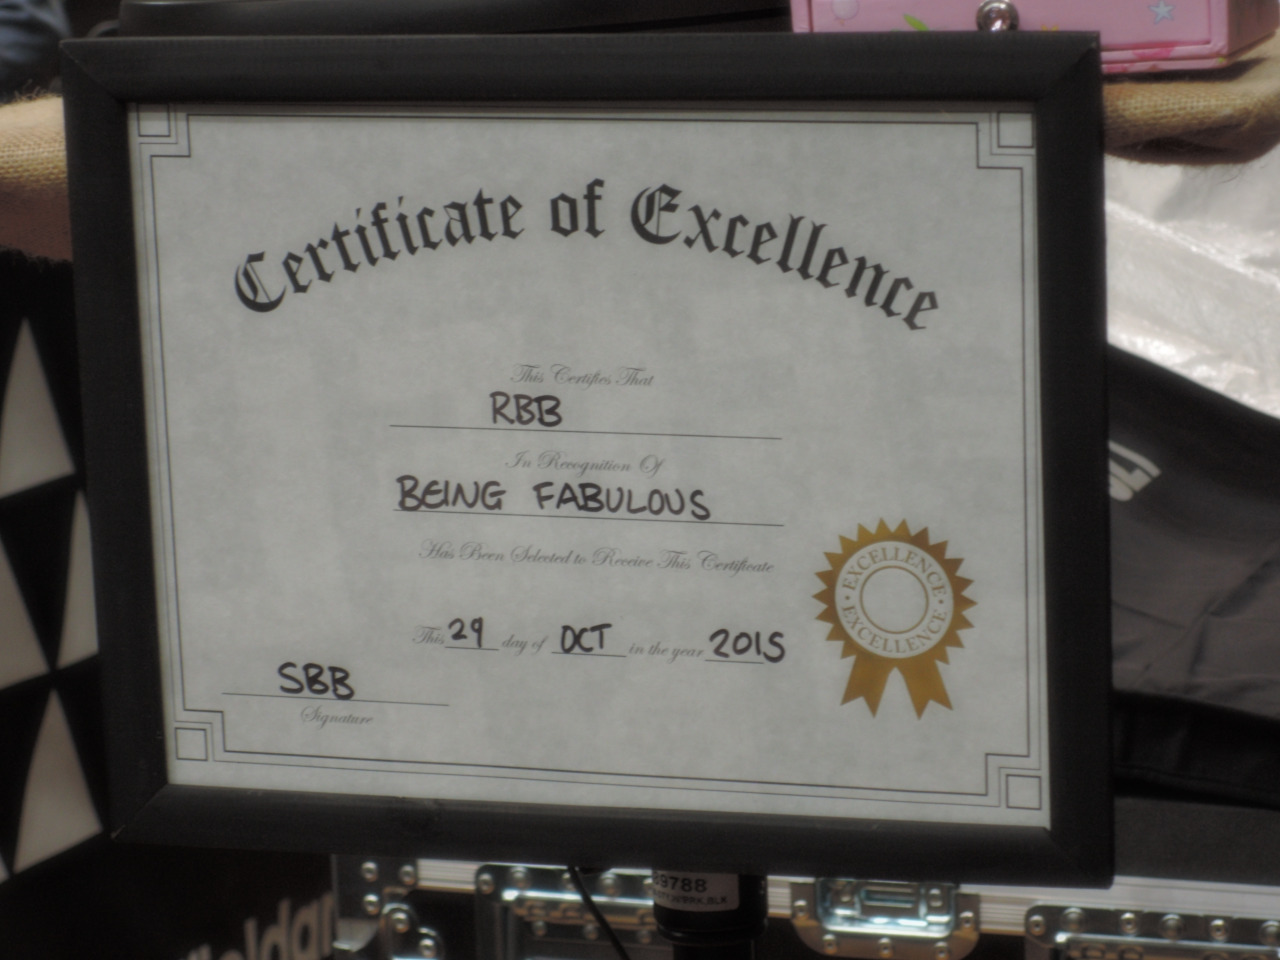 Certificate of Excellence
This Certifies That
RBB
In Recognition Of
BEING FABULOUS
Has Been Selected to Receive This Certificate
This 29 day of OCT in the year 2015
SBB
Signature
EXCELLENCE
EXCELLENCE
9788